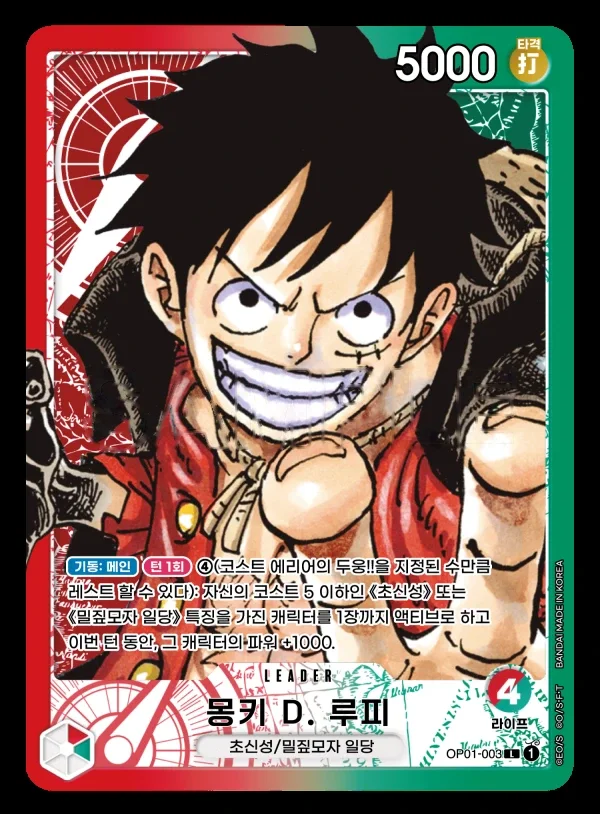 5000
타격
打
기동: 메인 턴 1회 ④(코스트 에리어의 두웅!!을 지정된 수만큼
레스트 할 수 있다): 자신의 코스트 5 이하인 《초신성》 또는
《밀짚모자 일당》 특징을 가진 캐릭터를 1장까지 액티브로 하고
이번 턴 동안, 그 캐릭터의 파워 +1000.
LEADER
4
몽키 D. 루피
라이프
초신성/밀짚모자 일당
OP01-003 L 1
©EO/S ©O/S·F·T BANDAI MADE IN KOREA